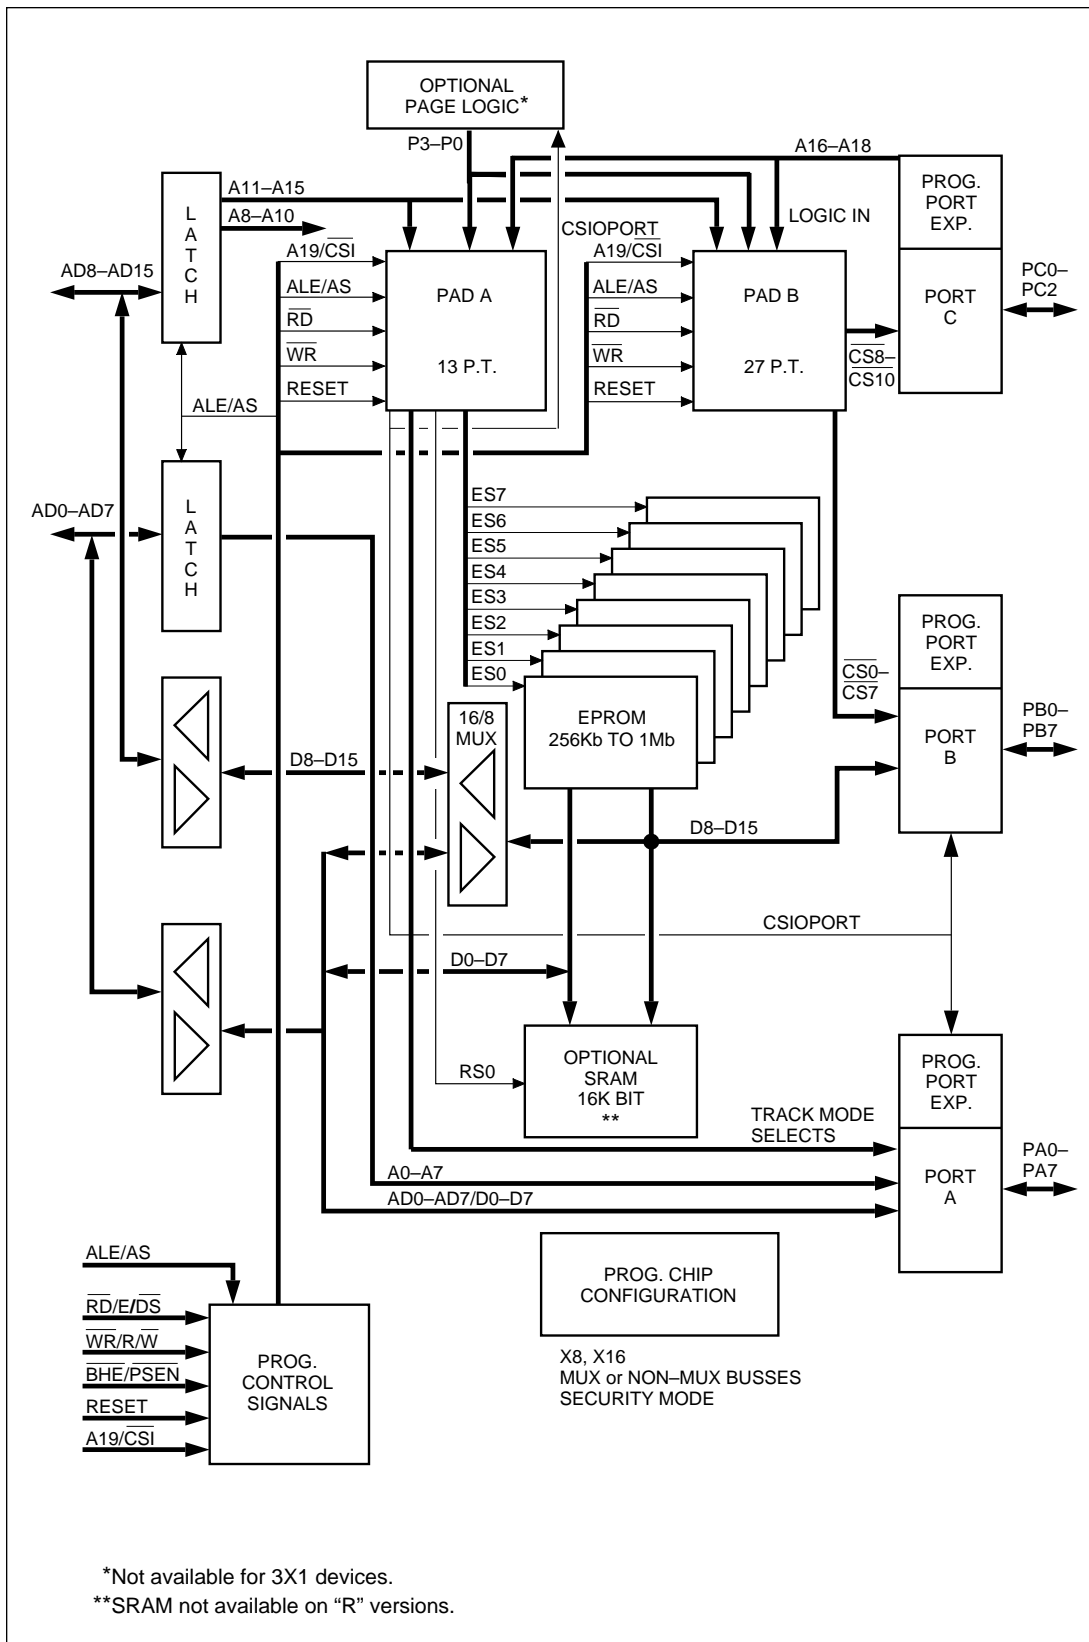 OPTIONAL
PAGE LOGIC*
P3–P0
A16–A18
PROG.
PORT
EXP.
A11–A15
A8–A10
LATCH
LOGIC IN
CSIOPORT
A19/CSI
ALE/AS
RD
WR
RESET
PAD A
13 P.T.
A19/CSI
ALE/AS
RD
WR
RESET
PAD B
27 P.T.
AD8–AD15
PORT
C
PC0–
PC2
CS8–
CS10
ALE/AS
AD0–AD7
LATCH
ES7
ES6
ES5
ES4
ES3
ES2
ES1
ES0
EPROM
256Kb TO 1Mb
16/8
MUX
D8–D15
CS0–
CS7
PROG.
PORT
EXP.
PORT
B
PB0–
PB7
D8–D15
CSIOPORT
D0–D7
RS0
OPTIONAL
SRAM
16K BIT
**
PROG.
PORT
EXP.
TRACK MODE
SELECTS
PORT
A
PA0–
PA7
A0–A7
AD0–AD7/D0–D7
ALE/AS
RD/E/DS
WR/R/W
BHE/PSEN
RESET
A19/CSI
PROG.
CONTROL
SIGNALS
PROG. CHIP
CONFIGURATION
X8, X16
MUX or NON–MUX BUSSES
SECURITY MODE
*Not available for 3X1 devices.
**SRAM not available on “R” versions.